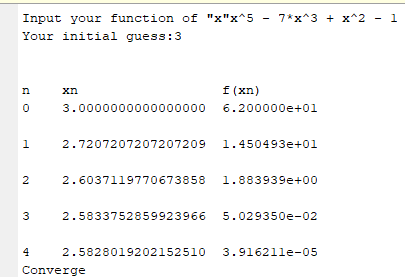 Input your function of "x"x^5 - 7*x^3 + x^2 - 1
Your initial guess:3
n xn f(xn)
0 3.0000000000000000 6.200000e+01
1 2.7207207207207209 1.450493e+01
2 2.6037119770673858 1.883939e+00
3 2.5833752859923966 5.029350e-02
4 2.5828019202152510 3.916211e-05
Converge